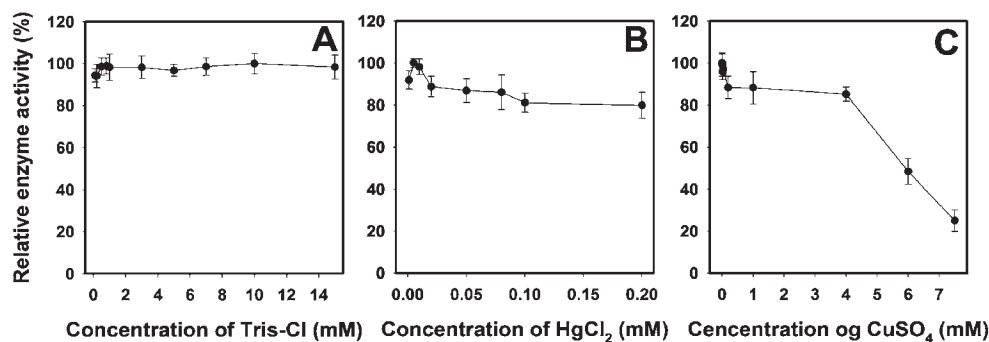 Relative enzyme activity (%)
A
120
100
80
60
40
20
0
0 2 4 6 8 10 12 14
Concentration of Tris-Cl (mM)
B
120
100
80
60
40
20
0
0.00 0.05 0.10 0.15 0.20
Concentration of HgCl₂ (mM)
C
120
100
80
60
40
20
0
0 1 2 3 4 5 6 7
Cencentration og CuSO₄ (mM)